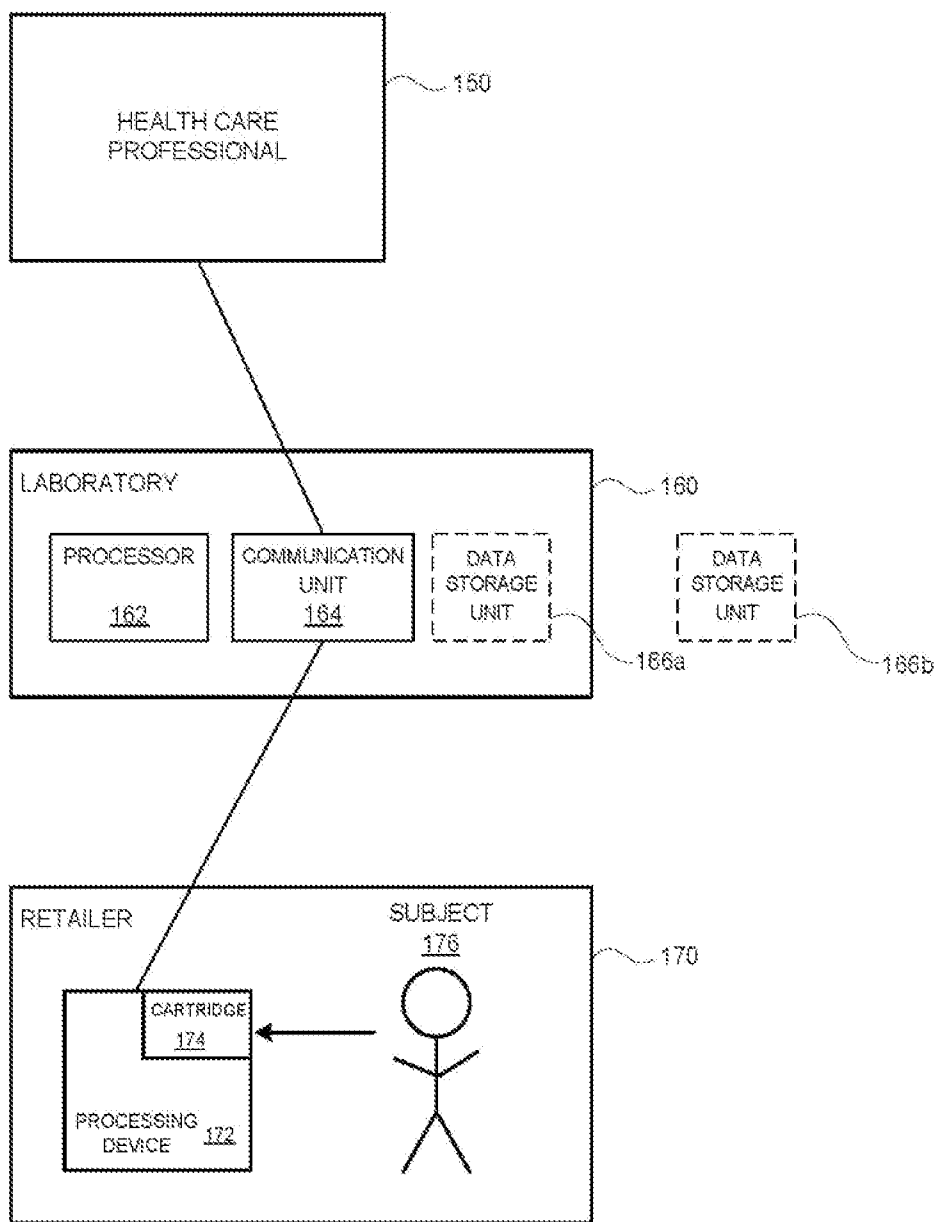 HEALTH CARE
PROFESSIONAL
150
LABORATORY
160
PROCESSOR
162
COMMUNICATION
UNIT
164
DATA
STORAGE
UNIT
166a
DATA
STORAGE
UNIT
166b
RETAILER
SUBJECT
176
170
CARTRIDGE
174
PROCESSING
DEVICE
172